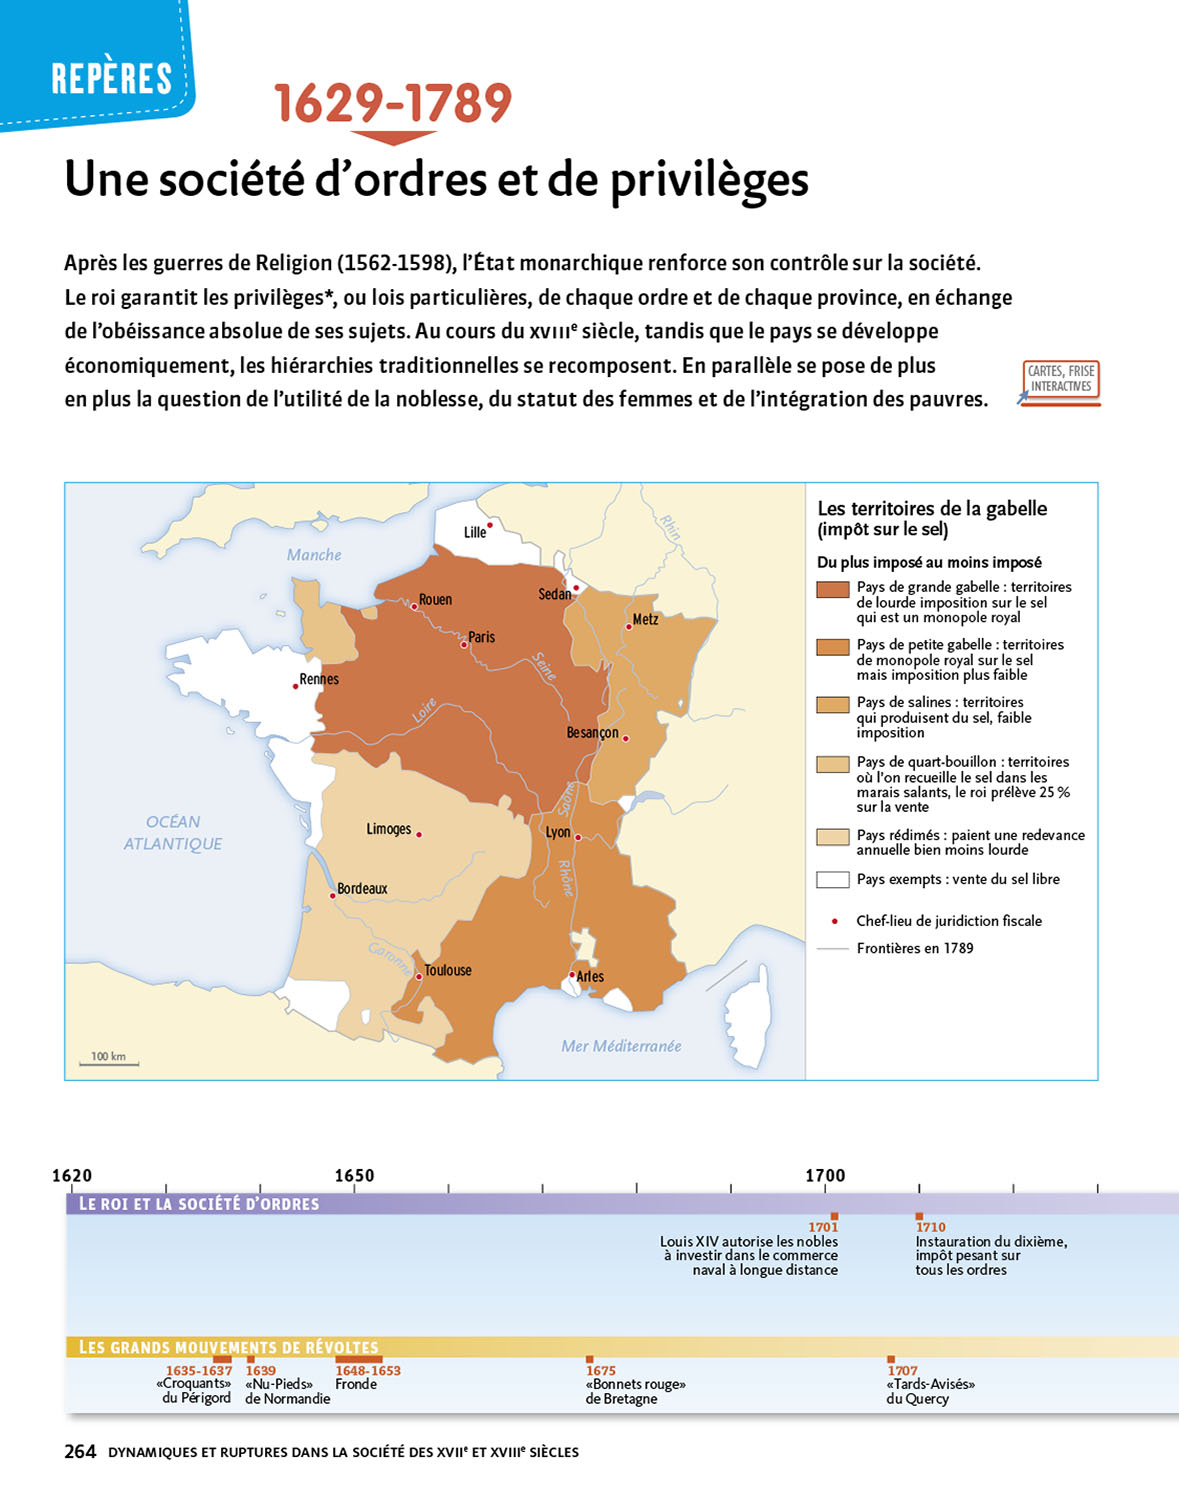 REPÈRES
1629-1789
Une société d’ordres et de privilèges
Après les guerres de Religion (1562-1598), l’État monarchique renforce son contrôle sur la société.
Le roi garantit les privilèges*, ou lois particulières, de chaque ordre et de chaque province, en échange
de l’obéissance absolue de ses sujets. Au cours du XVIIIe siècle, tandis que le pays se développe
économiquement, les hiérarchies traditionnelles se recomposent. En parallèle se pose de plus
en plus la question de l’utilité de la noblesse, du statut des femmes et de l’intégration des pauvres.
CARTES, FRISE
INTERACTIVES
Manche
OCÉAN
ATLANTIQUE
Mer Méditerranée
Lille
Sedan
Rouen
Metz
Paris
Rennes
Besançon
Limoges
Lyon
Bordeaux
Toulouse
Arles
Rhin
Seine
Loire
Saône
Rhône
Garonne
100 km
Les territoires de la gabelle
(impôt sur le sel)
Du plus imposé au moins imposé
Pays de grande gabelle : territoires
de lourde imposition sur le sel
qui est un monopole royal
Pays de petite gabelle : territoires
de monopole royal sur le sel
mais imposition plus faible
Pays de salines : territoires
qui produisent du sel, faible
imposition
Pays de quart-bouillon : territoires
où l’on recueille le sel dans les
marais salants, le roi prélève 25 %
sur la vente
Pays rédimés : paient une redevance
annuelle bien moins lourde
Pays exempts : vente du sel libre
Chef-lieu de juridiction fiscale
Frontières en 1789
1620
1650
1700
LE ROI ET LA SOCIÉTÉ D’ORDRES
1701
Louis XIV autorise les nobles
à investir dans le commerce
naval à longue distance
1710
Instauration du dixième,
impôt pesant sur
tous les ordres
LES GRANDS MOUVEMENTS DE RÉVOLTES
1635-1637
«Croquants»
du Périgord
1639
«Nu-Pieds»
de Normandie
1648-1653
Fronde
1675
«Bonnets rouge»
de Bretagne
1707
«Tards-Avisés»
du Quercy
264 DYNAMIQUES ET RUPTURES DANS LA SOCIÉTÉ DES XVIIe ET XVIIIe SIÈCLES